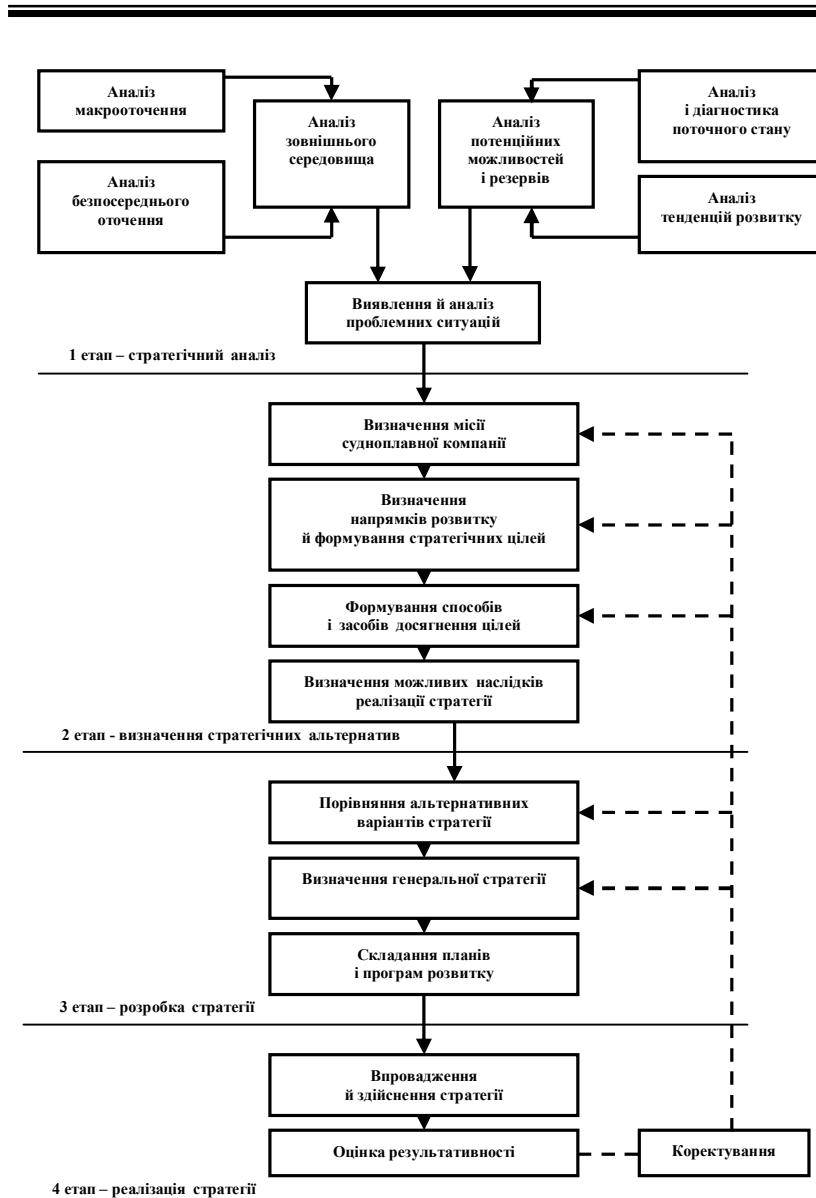 Аналіз
макрооточення
Аналіз
безпосереднього
оточення
Аналіз
зовнішнього
середовища
Аналіз
потенційних
можливостей
і резервів
Аналіз
і діагностика
поточного стану
Аналіз
тенденцій розвитку
Виявлення й аналіз
проблемних ситуацій
1 етап – стратегічний аналіз
Визначення місії
судноплавної компанії
Визначення
напрямків розвитку
й формування стратегічних цілей
Формування способів
і засобів досягнення цілей
Визначення можливих наслідків
реалізації стратегії
2 етап - визначення стратегічних альтернатив
Порівняння альтернативних
варіантів стратегії
Визначення генеральної стратегії
Складання планів
і програм розвитку
3 етап – розробка стратегії
Впровадження
й здійснення стратегії
Оцінка результативності
Коректування
4 етап – реалізація стратегії